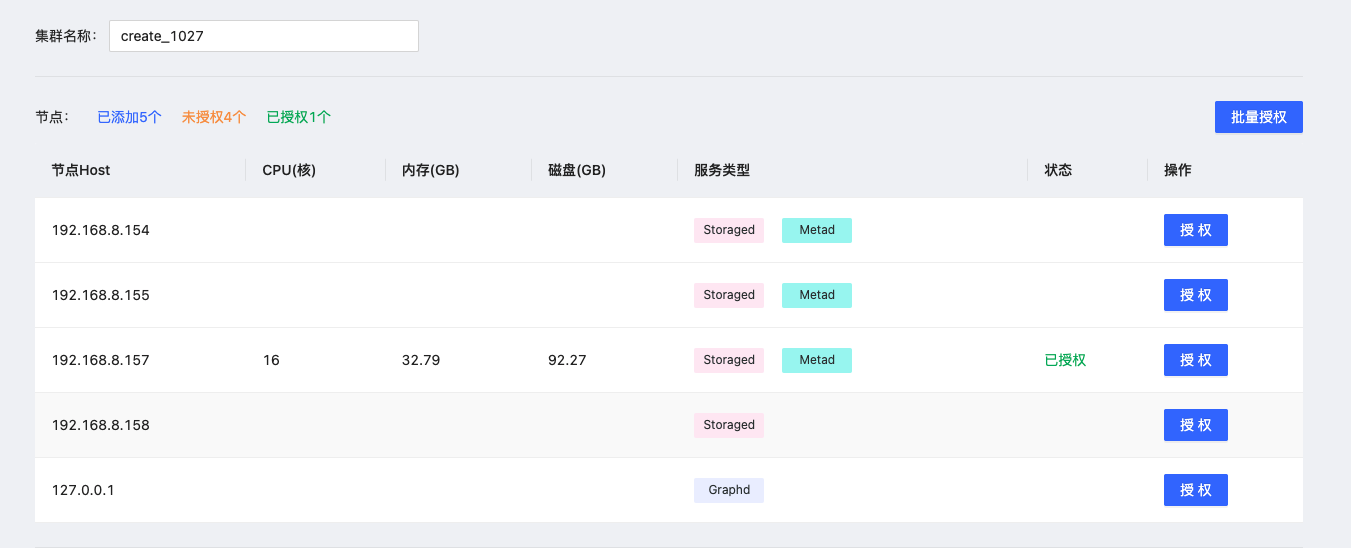 集群名称： create_1027
节点： 已添加5个 未授权4个 已授权1个 批量授权
节点Host CPU(核) 内存(GB) 磁盘(GB) 服务类型 状态 操作
192.168.8.154 Storaged Metad 授 权
192.168.8.155 Storaged Metad 授 权
192.168.8.157 16 32.79 92.27 Storaged Metad 已授权 授 权
192.168.8.158 Storaged 授 权
127.0.0.1 Graphd 授 权